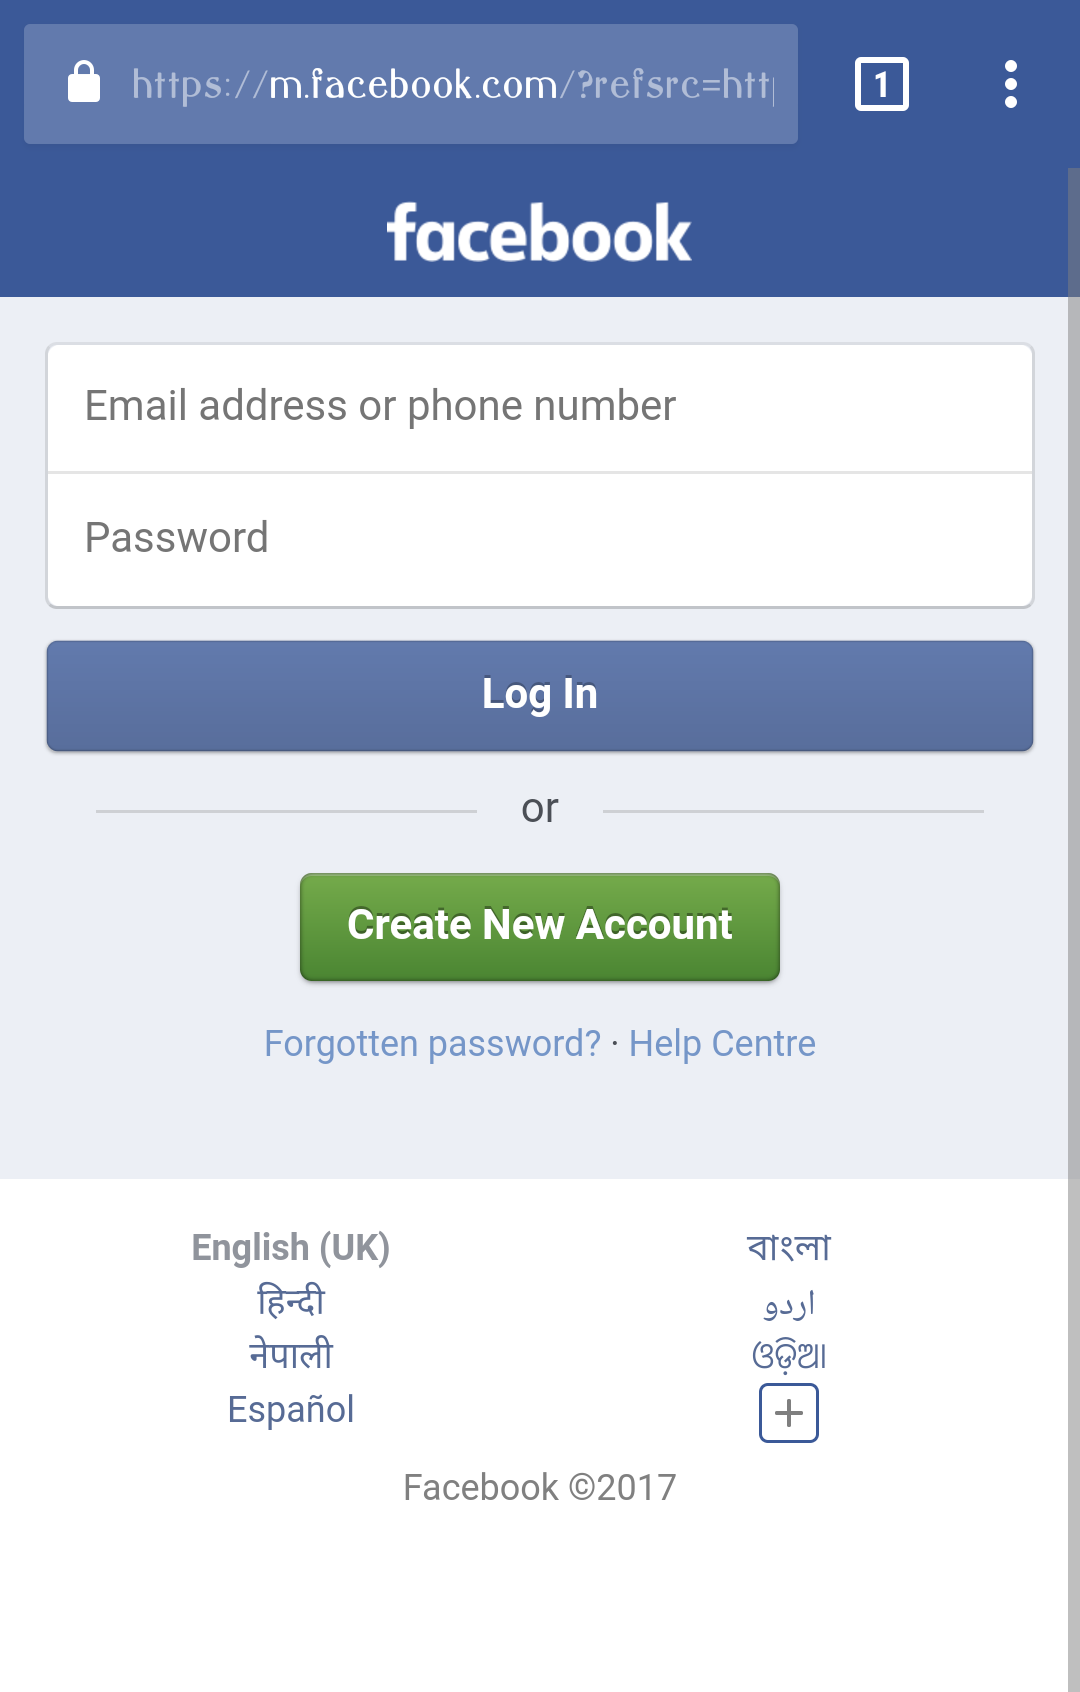 https://m.facebook.com/?refsrc=htt
1
facebook
Email address or phone number
Password
Log In
or
Create New Account
Forgotten password? · Help Centre
English (UK) বাংলা
हिन्दी اردو
नेपाली ଓଡ଼ିଆ
Español +
Facebook ©2017